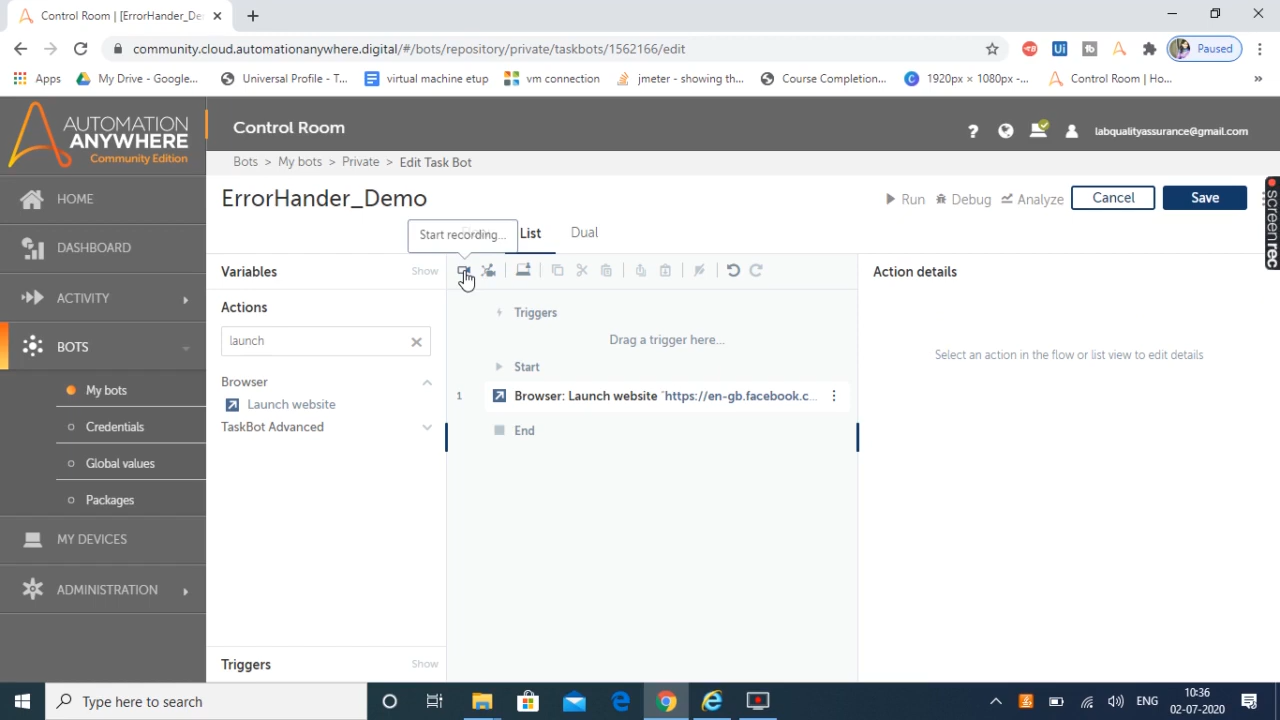 Control Room | [ErrorHander_De
community.cloud.automationanywhere.digital/#/bots/repository/private/taskbots/1562166/edit
Paused
Apps
My Drive - Google...
Universal Profile - T...
virtual machine etup
vm connection
jmeter - showing th...
Course Completion...
1920px × 1080px -...
Control Room | Ho...
»
AUTOMATION
ANYWHERE
Community Edition
Control Room
labqualityassurance@gmail.com
Bots > My bots > Private > Edit Task Bot
HOME
DASHBOARD
ACTIVITY
BOTS
My bots
Credentials
Global values
Packages
MY DEVICES
ADMINISTRATION
ErrorHander_Demo
Run
Debug
Analyze
Cancel
Save
screenrec
Start recording...
List
Dual
Variables
Show
Actions
launch
Browser
Launch website
TaskBot Advanced
Triggers
Show
Triggers
Drag a trigger here...
Start
1
Browser: Launch website "https://en-gb.facebook.c...
End
Action details
Select an action in the flow or list view to edit details
Type here to search
ENG
10:36
02-07-2020